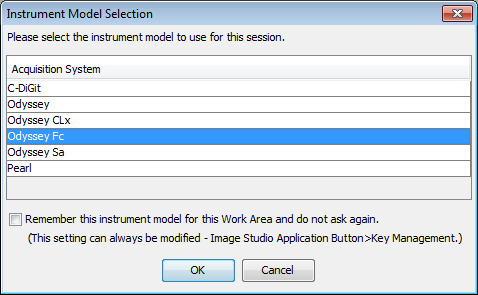 Instrument Model Selection
Please select the instrument model to use for this session.
Acquisition System
C-DiGit
Odyssey
Odyssey CLx
Odyssey Fc
Odyssey Sa
Pearl
Remember this instrument model for this Work Area and do not ask again.
(This setting can always be modified - Image Studio Application Button>Key Management.)
OK
Cancel